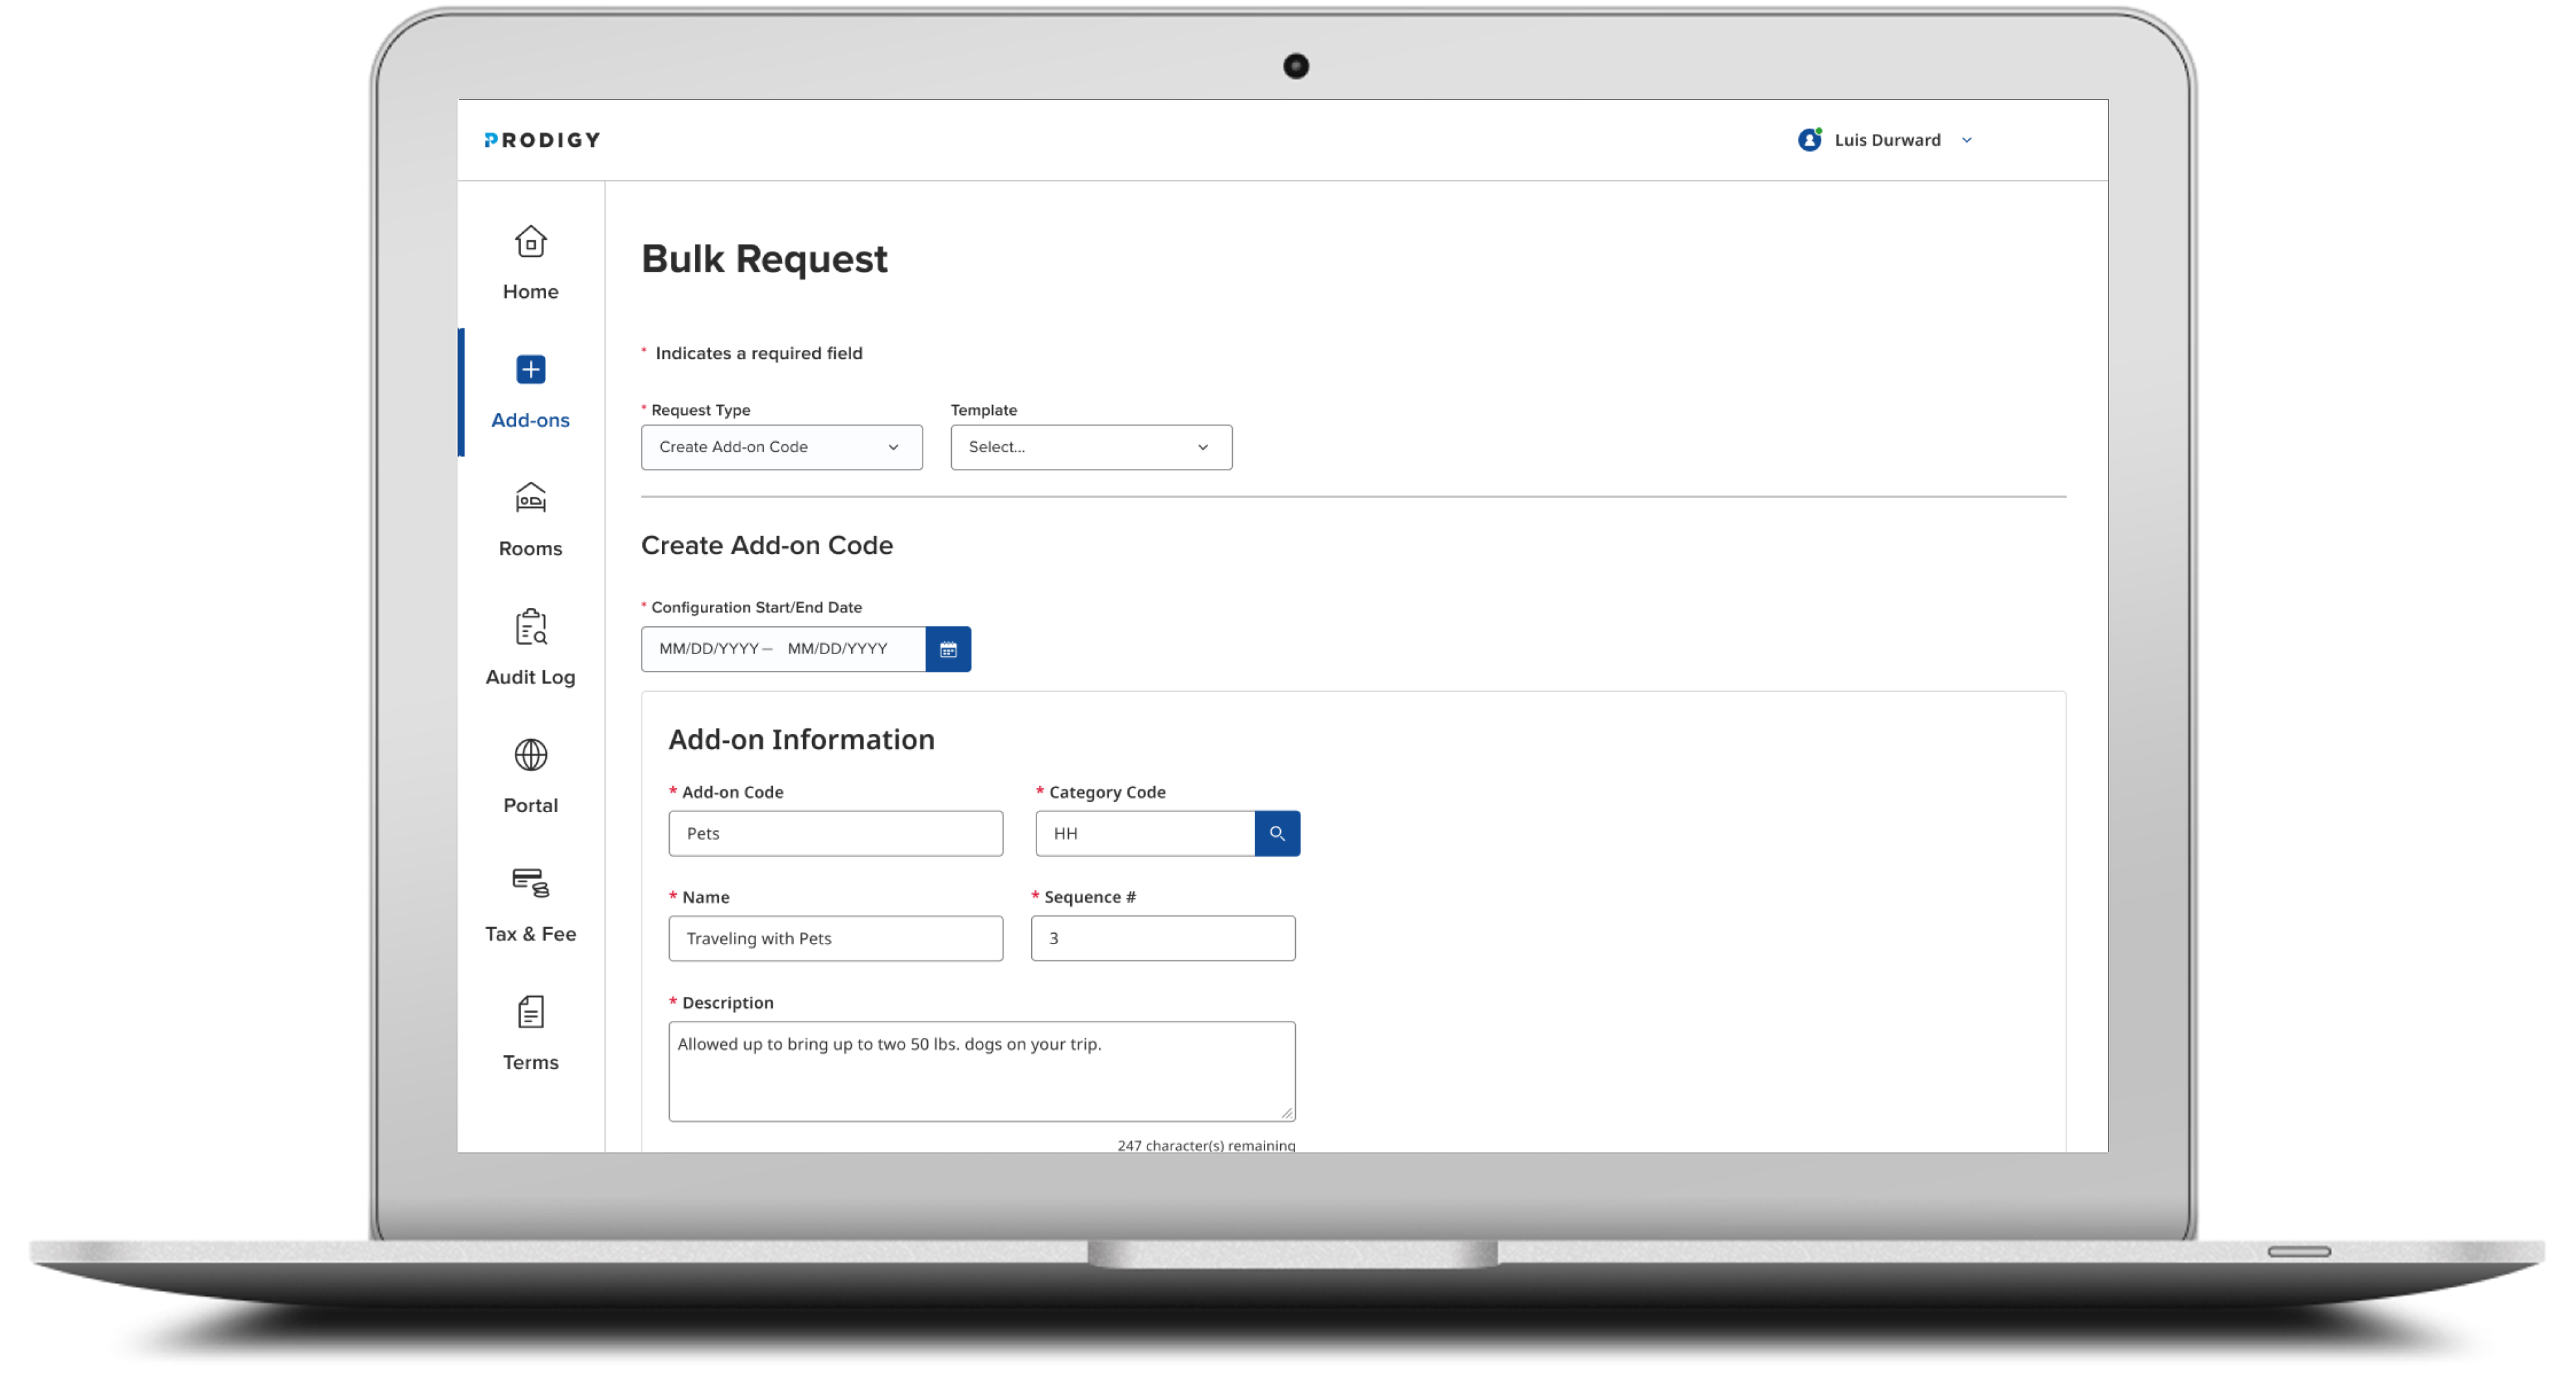 PRODIGY
Luis Durward
Home
Add-ons
Rooms
Audit Log
Portal
Tax & Fee
Terms
Bulk Request
* Indicates a required field
* Request Type
Template
Create Add-on Code
Select...
Create Add-on Code
* Configuration Start/End Date
MM/DD/YYYY – MM/DD/YYYY
Add-on Information
* Add-on Code
* Category Code
Pets
HH
* Name
* Sequence #
Traveling with Pets
3
* Description
Allowed up to bring up to two 50 lbs. dogs on your trip.
247 character(s) remaining